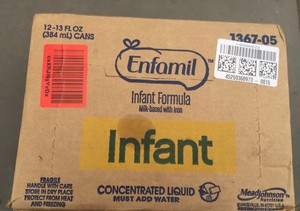 12-13 FL OZ
(384 mL) CANS
1367-05
Enfamil
Infant Formula
Milk-based with Iron
Infant
FRAGILE
HANDLE WITH CARE
STORE IN DRY PLACE
PROTECT FROM HEAT
AND FREEZING
CONCENTRATED LIQUID
MUST ADD WATER
MeadJohnson
Nutrition